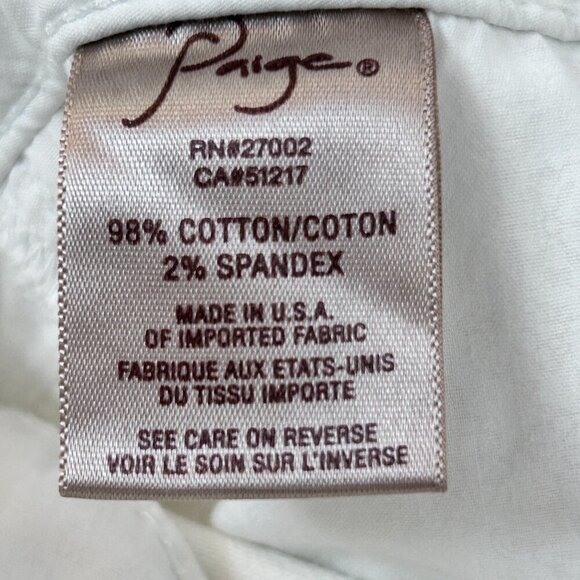 Paige®
RN#27002
CA#51217
98% COTTON/COTON
2% SPANDEX
MADE IN U.S.A.
OF IMPORTED FABRIC
FABRIQUE AUX ETATS-UNIS
DU TISSU IMPORTE
SEE CARE ON REVERSE
VOIR LE SOIN SUR L'INVERSE